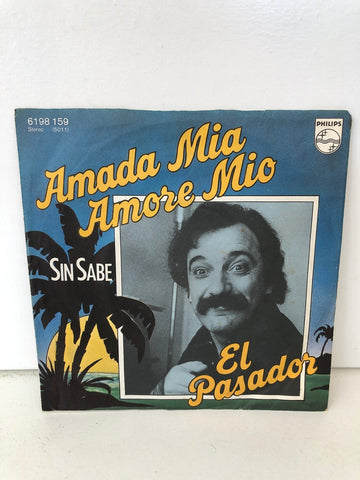 6198 159
Stereo (5011)
PHILIPS
Amada Mia
Amore Mio
SIN SABE
El
Pasador